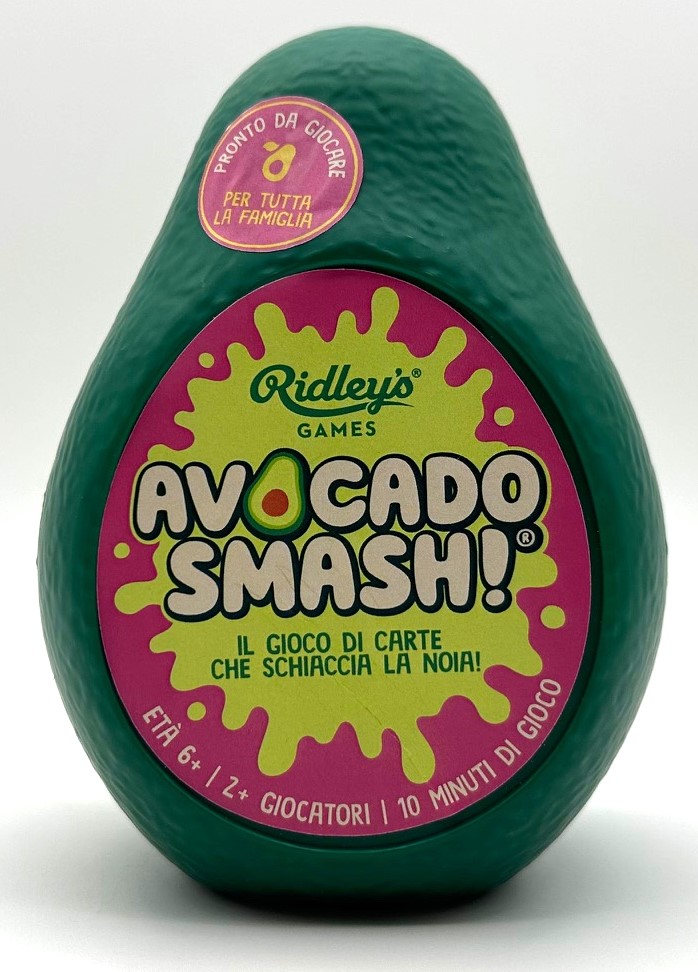 PRONTO DA GIOCARE
PER TUTTA
LA FAMIGLIA
Ridley's®
GAMES
AVOCADO
SMASH!®
IL GIOCO DI CARTE
CHE SCHIACCIA LA NOIA!
ETÀ 6+ | 2+ GIOCATORI | 10 MINUTI DI GIOCO